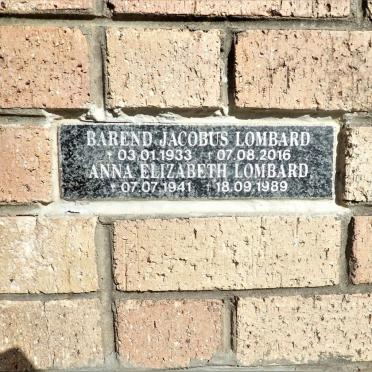 BAREND JACOBUS LOMBARD
* 03.01.1933 † 07.08.2016
ANNA ELIZABETH LOMBARD
* 07.07.1941 † 18.09.1989